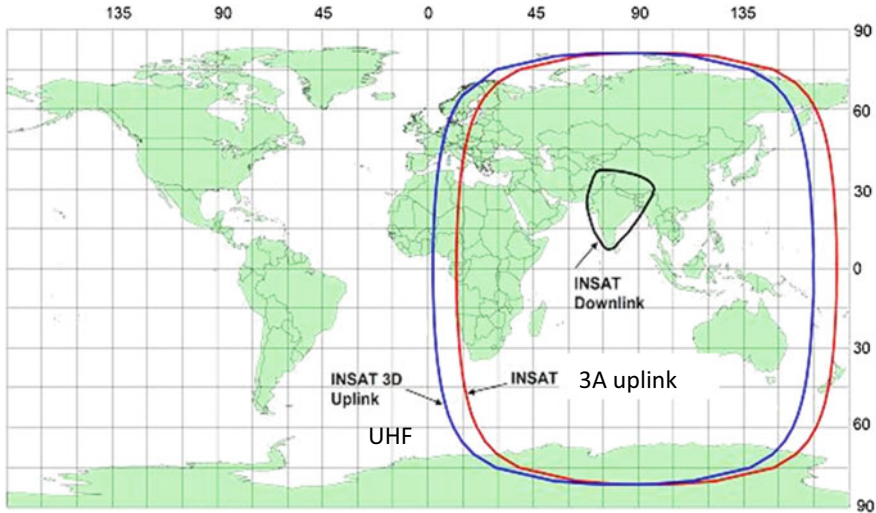 135 90 45 0 45 90 135
90
60
30
0
30
60
90
INSAT
Downlink
INSAT 3D
Uplink
INSAT 3A uplink
UHF